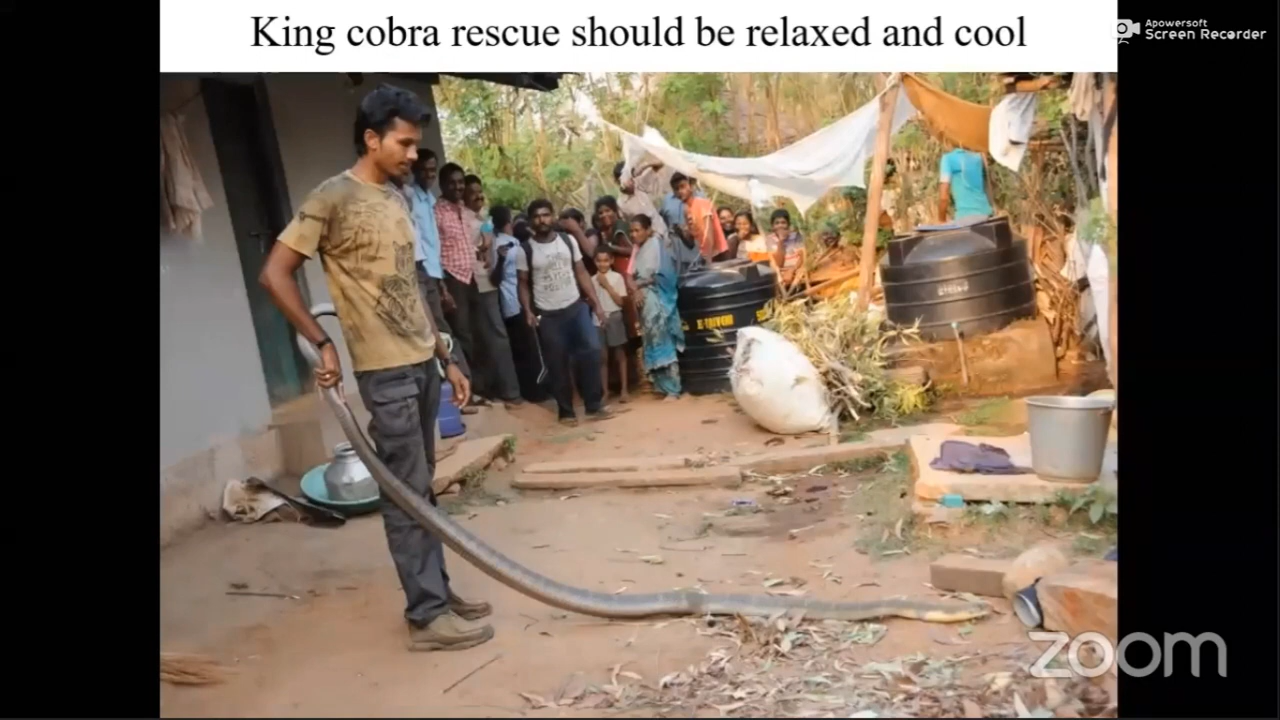 King cobra rescue should be relaxed and cool
Apowersoft
Screen Recorder
zoom